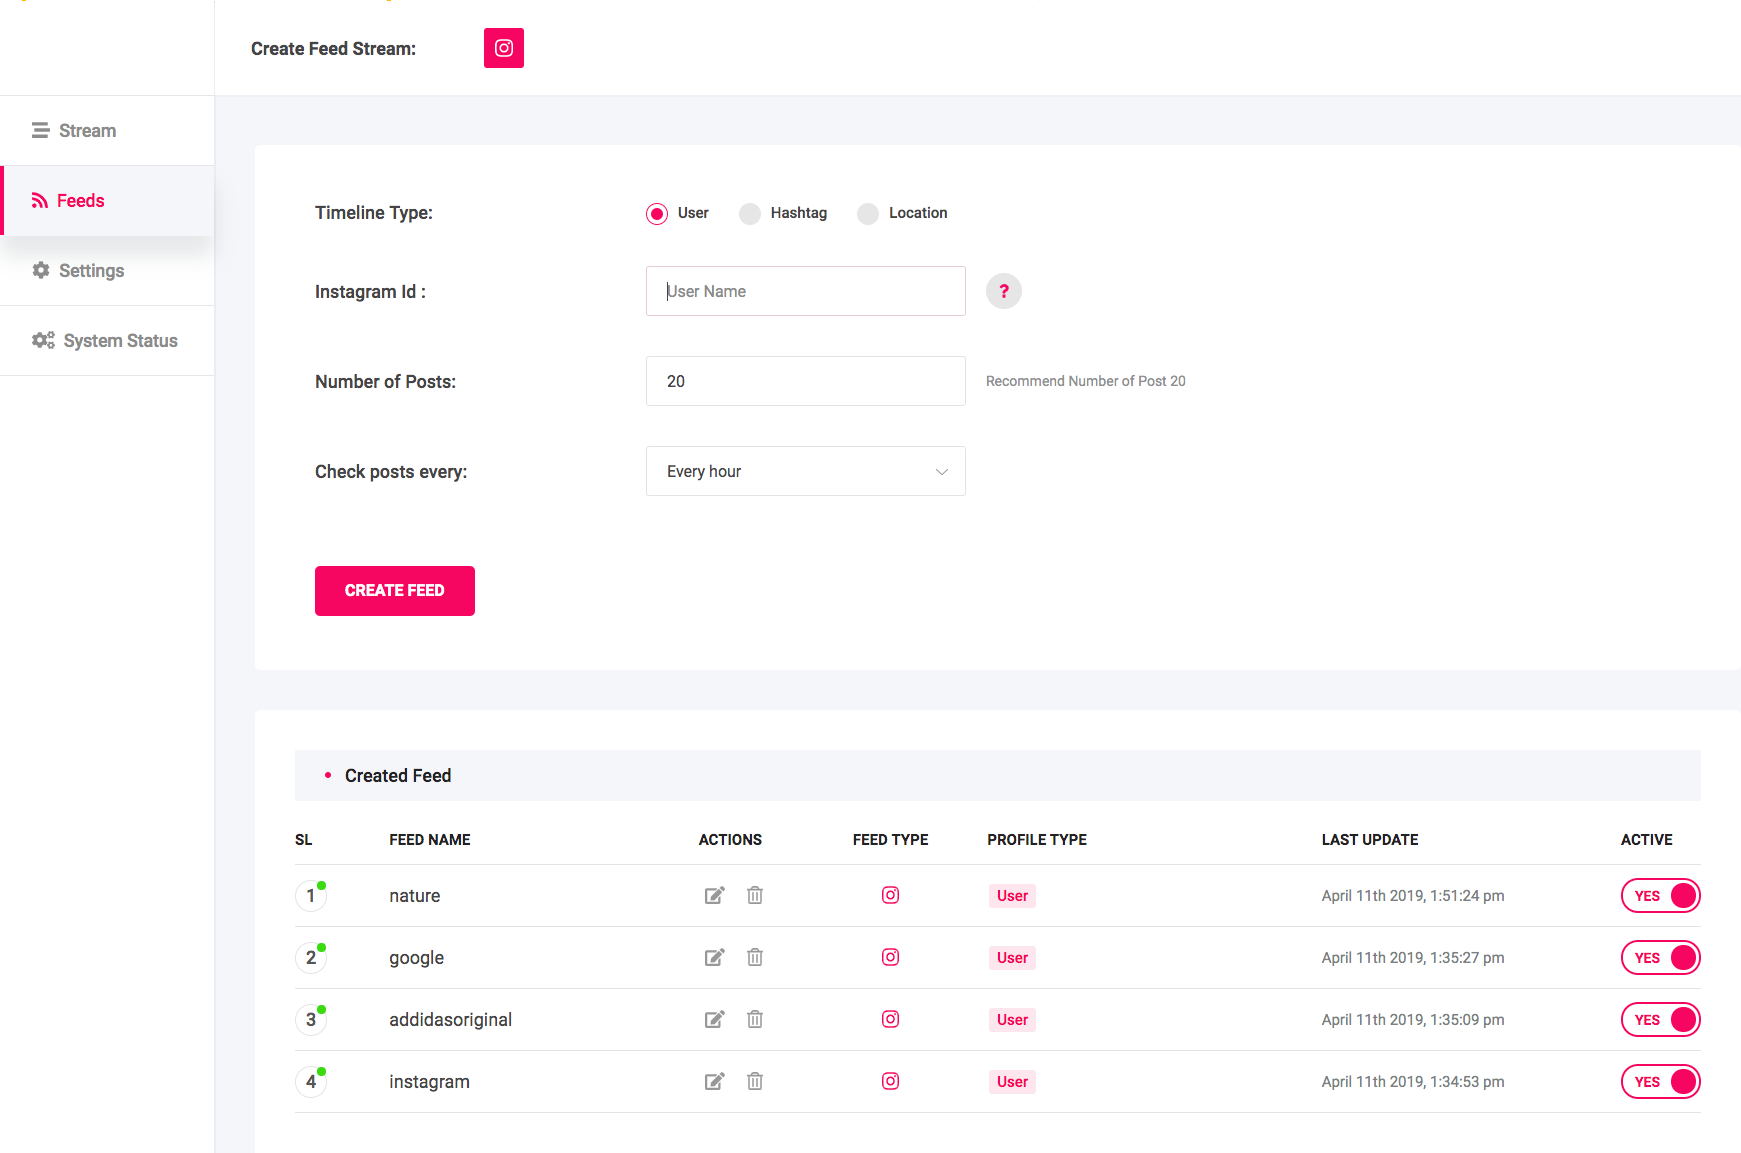 Create Feed Stream:
Stream
Feeds
Settings
System Status
Timeline Type: User Hashtag Location
Instagram Id : User Name ?
Number of Posts: 20 Recommend Number of Post 20
Check posts every: Every hour
CREATE FEED
Created Feed
SL FEED NAME ACTIONS FEED TYPE PROFILE TYPE LAST UPDATE ACTIVE
1 nature User April 11th 2019, 1:51:24 pm YES
2 google User April 11th 2019, 1:35:27 pm YES
3 addidasoriginal User April 11th 2019, 1:35:09 pm YES
4 instagram User April 11th 2019, 1:34:53 pm YES